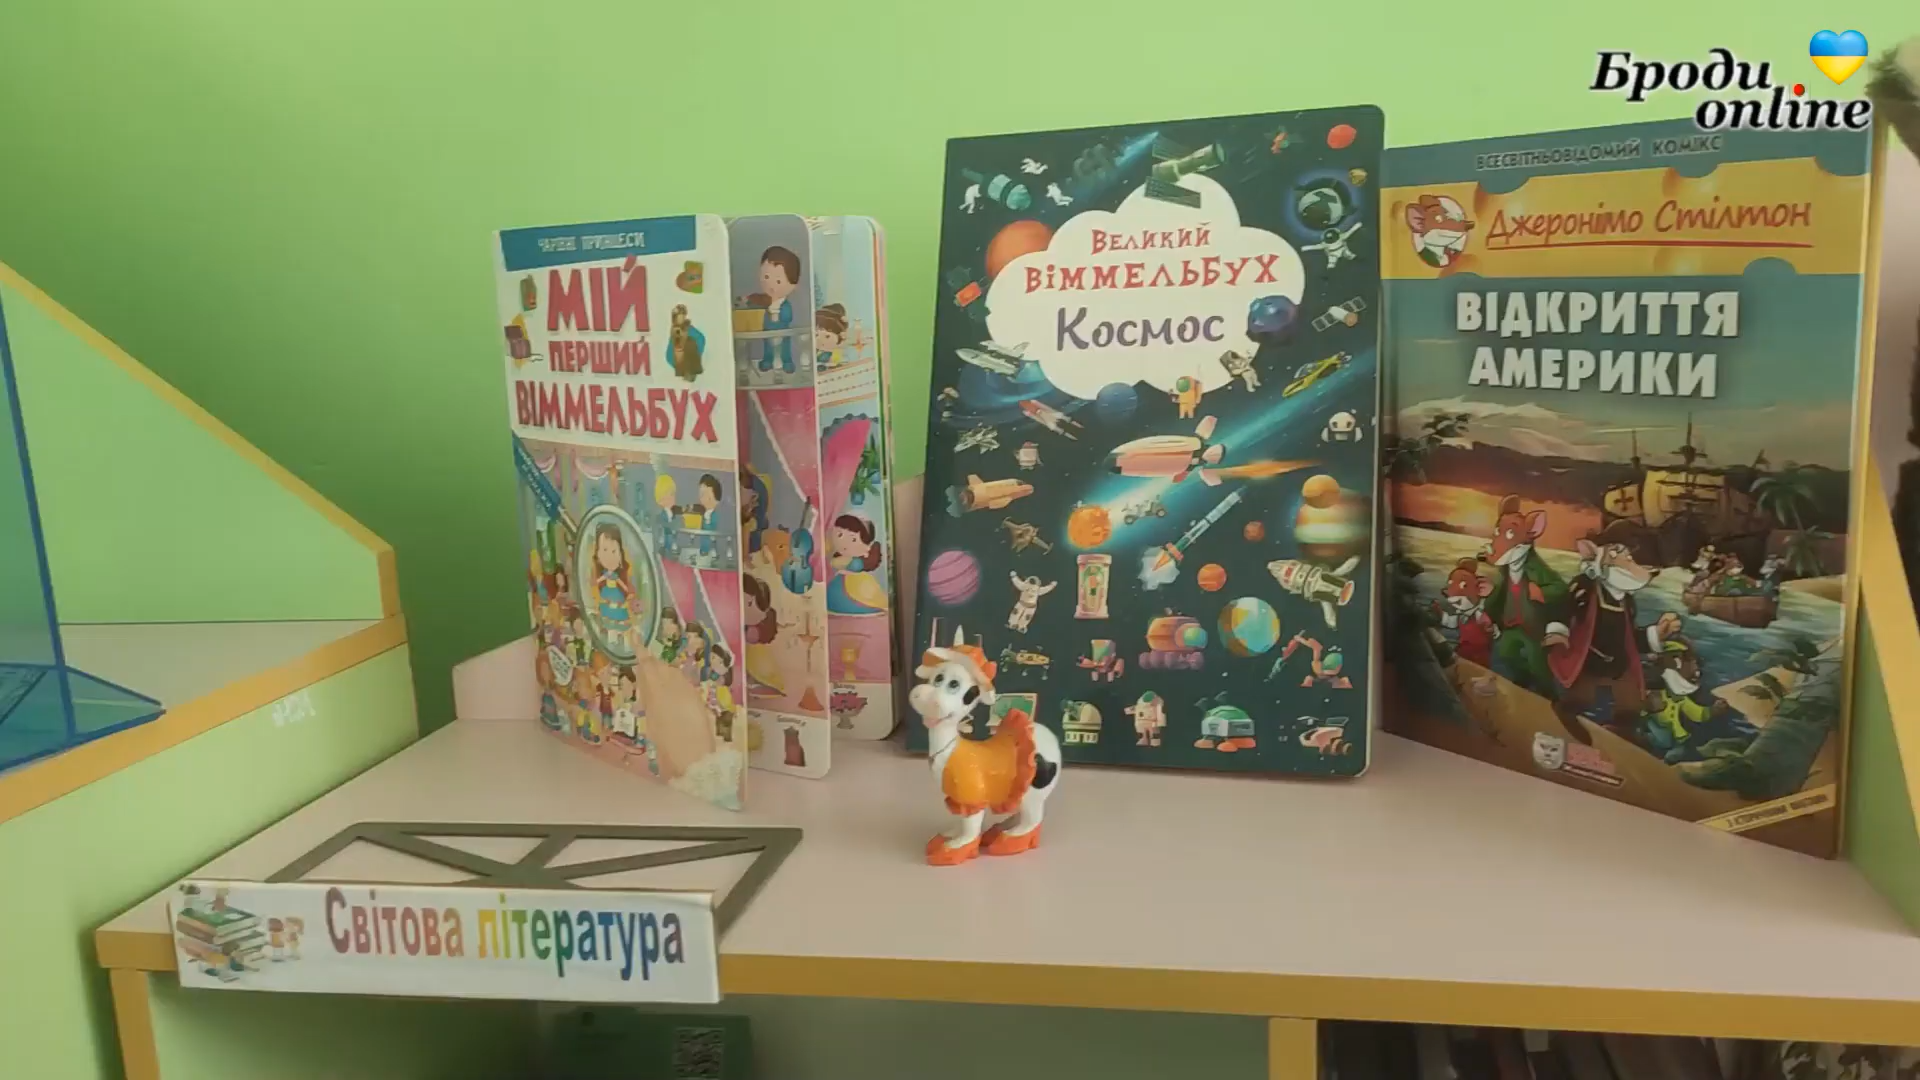 Броди
online
ЧАРІВНІ ПРИНЦЕСИ
МІЙ
ПЕРШИЙ
ВІММЕЛЬБУХ
ВЕЛИКИЙ
ВІММЕЛЬБУХ
Космос
ВСЕСВІТНЬОВІДОМИЙ КОМІКС
Джеронімо Стілтон
ВІДКРИТТЯ
АМЕРИКИ
Світова література